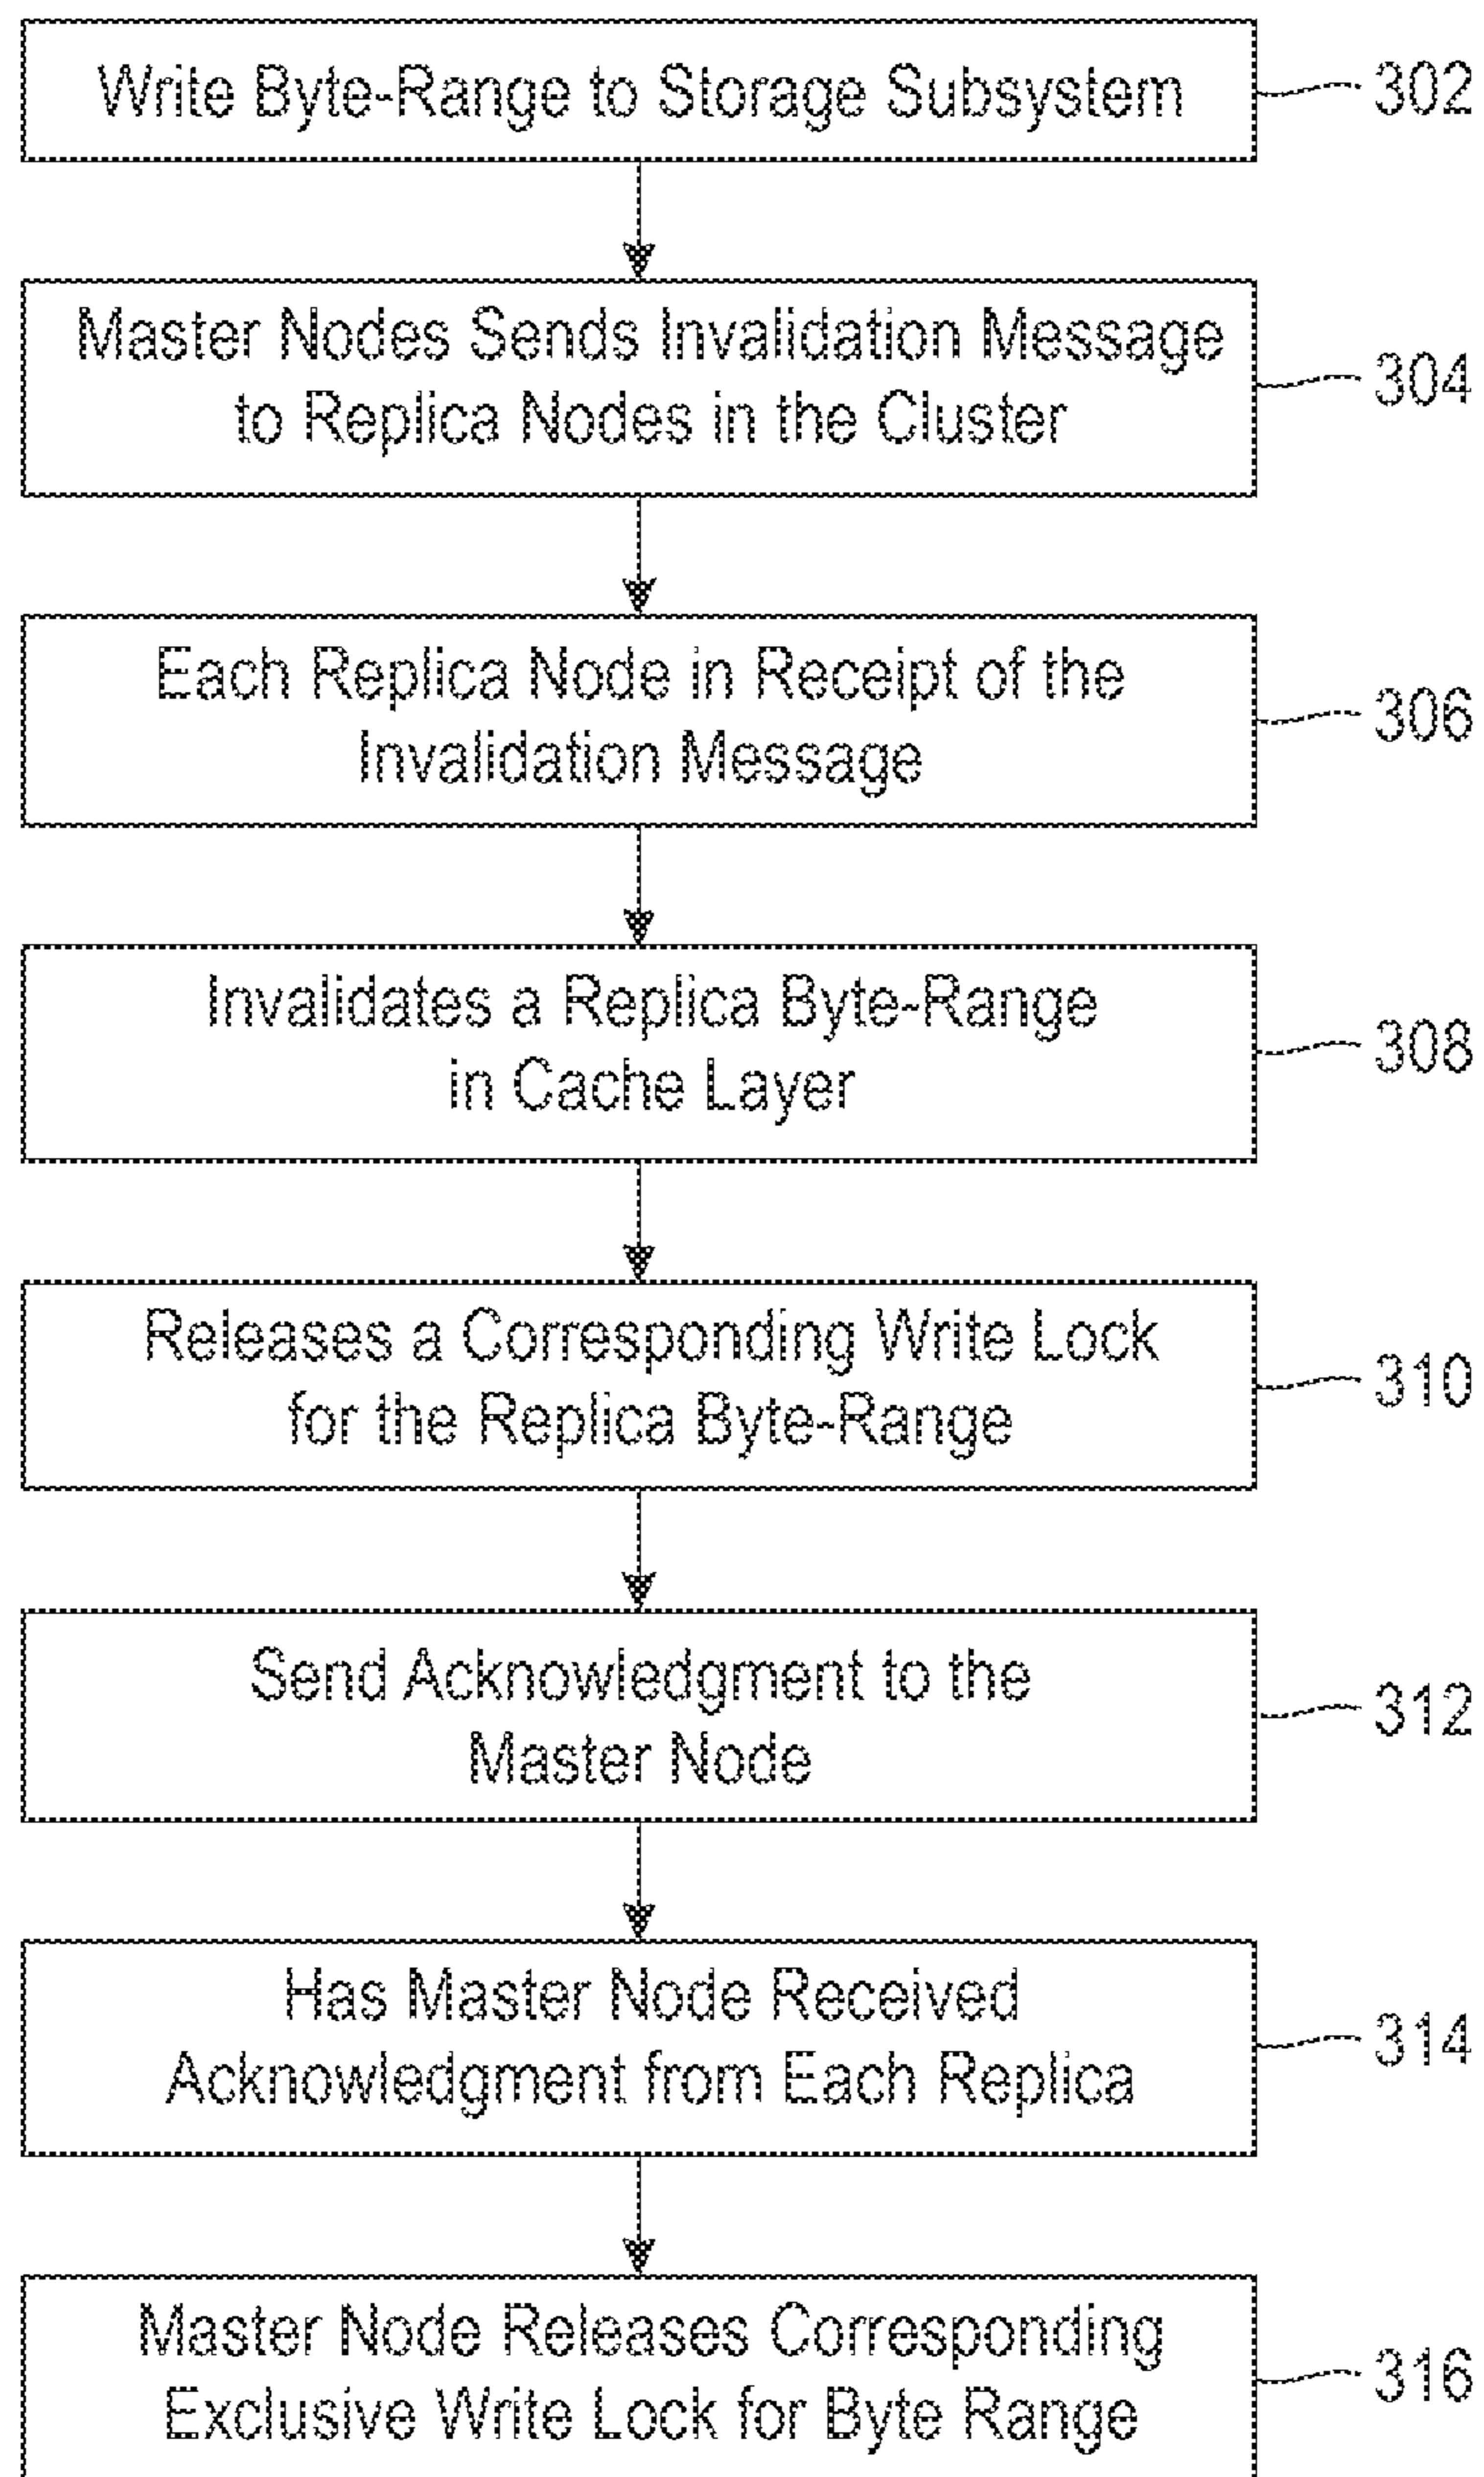 Write Byte-Range to Storage Subsystem
302
Master Nodes Sends Invalidation Message
to Replica Nodes in the Cluster
304
Each Replica Node in Receipt of the
Invalidation Message
306
Invalidates a Replica Byte-Range
in Cache Layer
308
Releases a Corresponding Write Lock
for the Replica Byte-Range
310
Send Acknowledgment to the
Master Node
312
Has Master Node Received
Acknowledgment from Each Replica
314
Master Node Releases Corresponding
Exclusive Write Lock for Byte Range
316